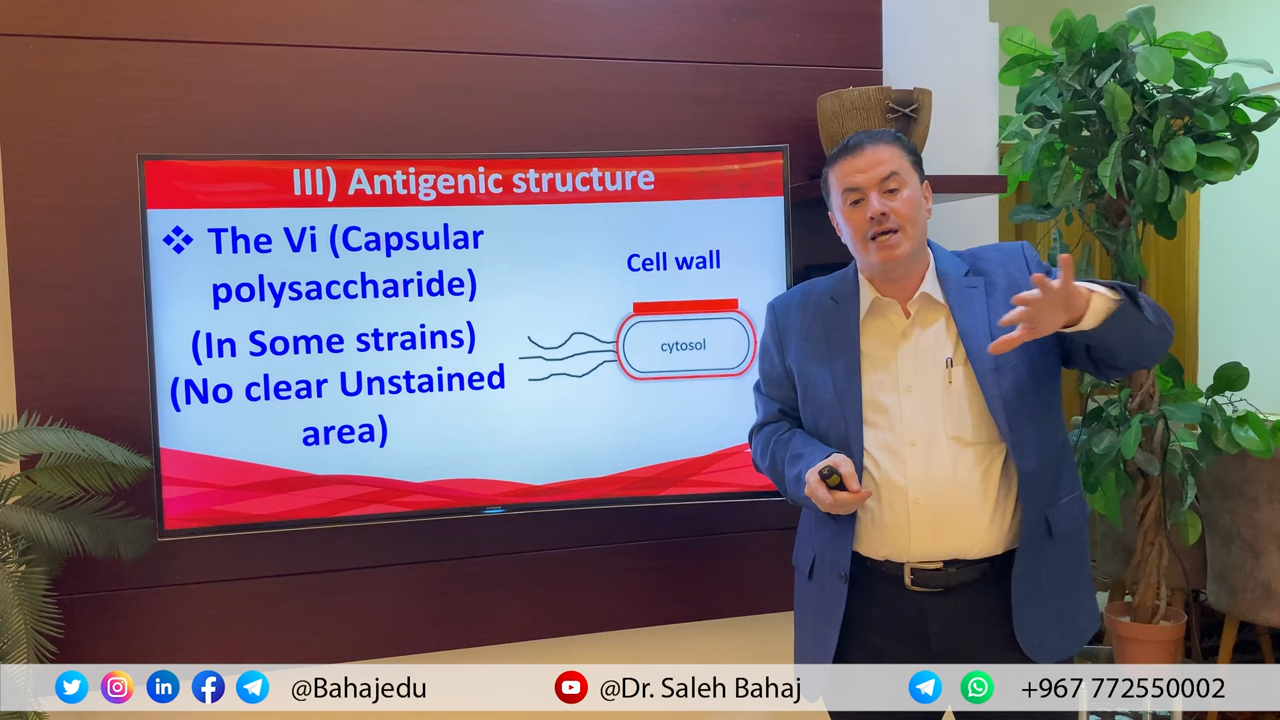 III) Antigenic structure
❖ The Vi (Capsular
polysaccharide)
(In Some strains)
(No clear Unstained
area)
Cell wall
cytosol
@Bahajedu
@Dr. Saleh Bahaj
+967 772550002